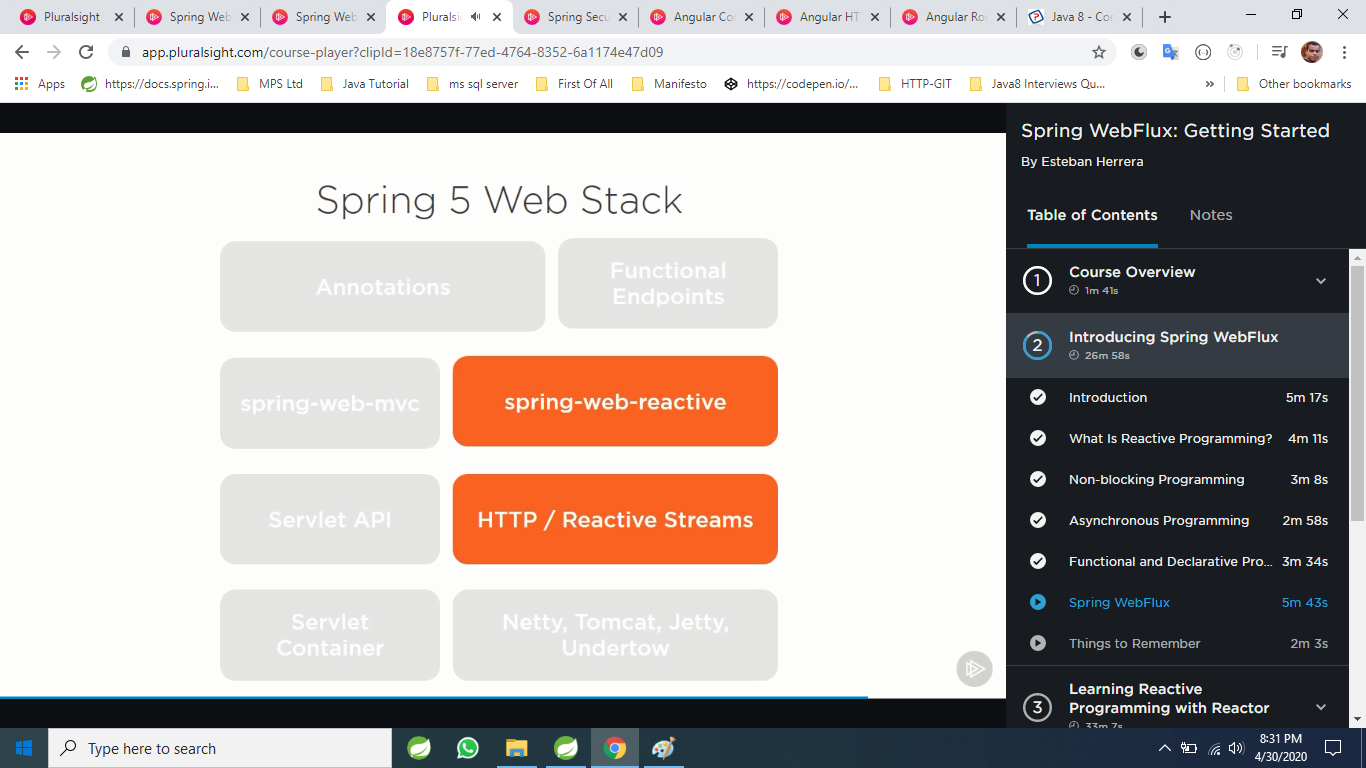 Pluralsight
Spring Web
Spring Web
Pluralsi
Spring Secu
Angular Co
Angular HT
Angular Rou
Java 8 - Cor
app.pluralsight.com/course-player?clipId=18e8757f-77ed-4764-8352-6a1174e47d09
Apps
https://docs.spring.i...
MPS Ltd
Java Tutorial
ms sql server
First Of All
Manifesto
https://codepen.io/...
HTTP-GIT
Java8 Interviews Qu...
»
Other bookmarks
Spring 5 Web Stack
Annotations
Functional
Endpoints
spring-web-mvc
spring-web-reactive
Servlet API
HTTP / Reactive Streams
Servlet
Container
Netty, Tomcat, Jetty,
Undertow
Spring WebFlux: Getting Started
By Esteban Herrera
Table of Contents
Notes
1
Course Overview
1m 41s
2
Introducing Spring WebFlux
26m 58s
Introduction 5m 17s
What Is Reactive Programming? 4m 11s
Non-blocking Programming 3m 8s
Asynchronous Programming 2m 58s
Functional and Declarative Pro... 3m 34s
Spring WebFlux 5m 43s
Things to Remember 2m 3s
3
Learning Reactive
Programming with Reactor
33m 7s
Type here to search
8:31 PM
4/30/2020